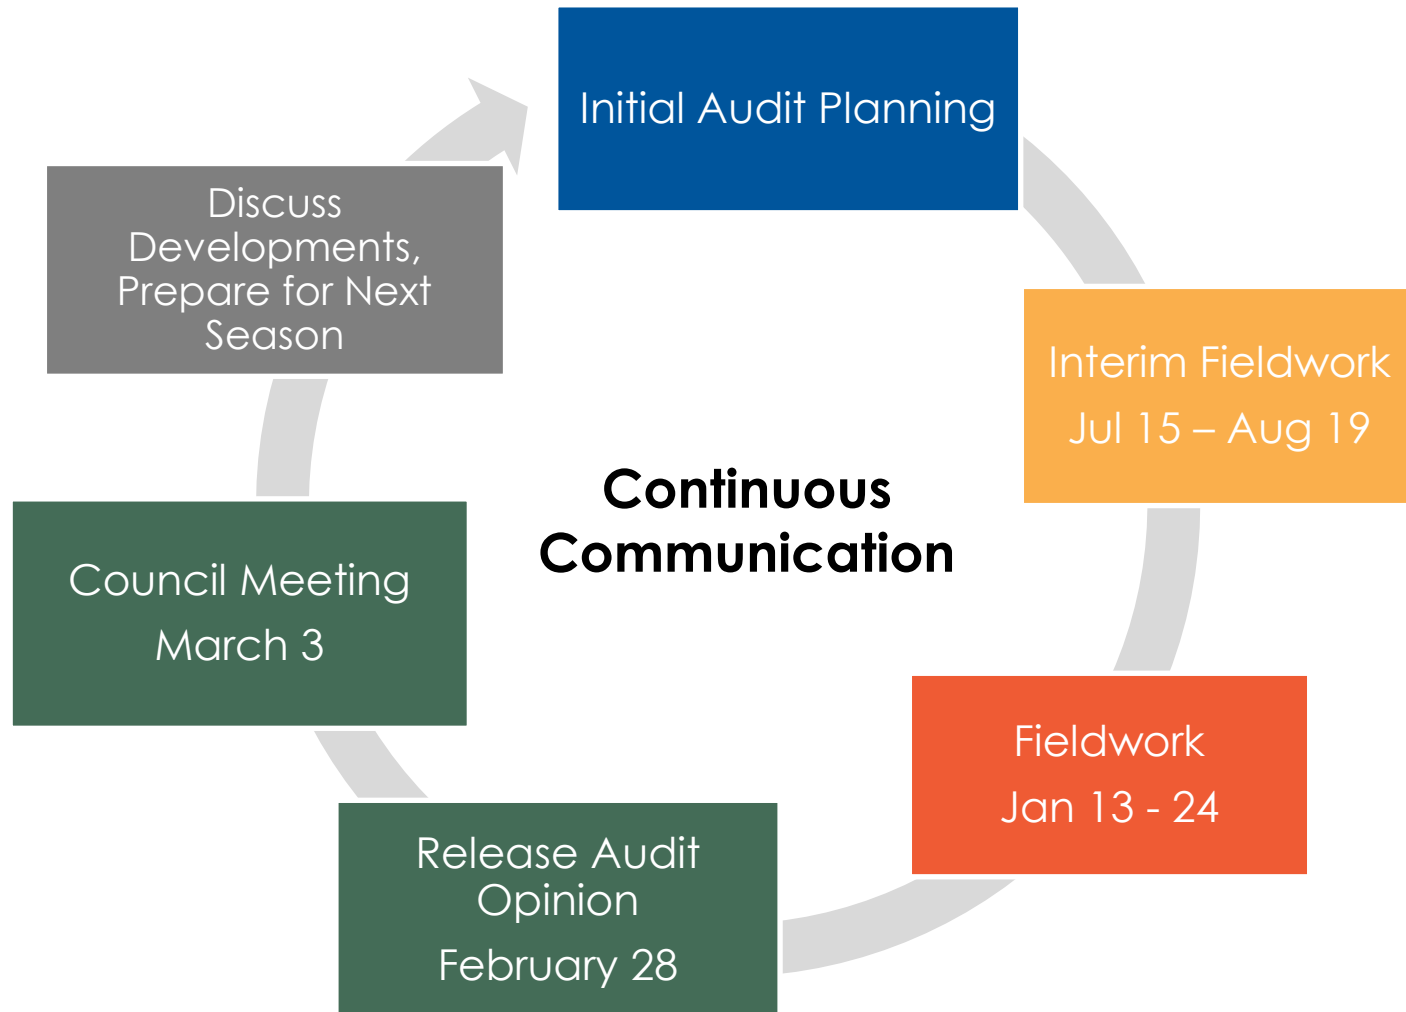 Initial Audit Planning
Interim Fieldwork
Jul 15 – Aug 19
Fieldwork
Jan 13 - 24
Release Audit
Opinion
February 28
Council Meeting
March 3
Discuss
Developments,
Prepare for Next
Season
Continuous
Communication